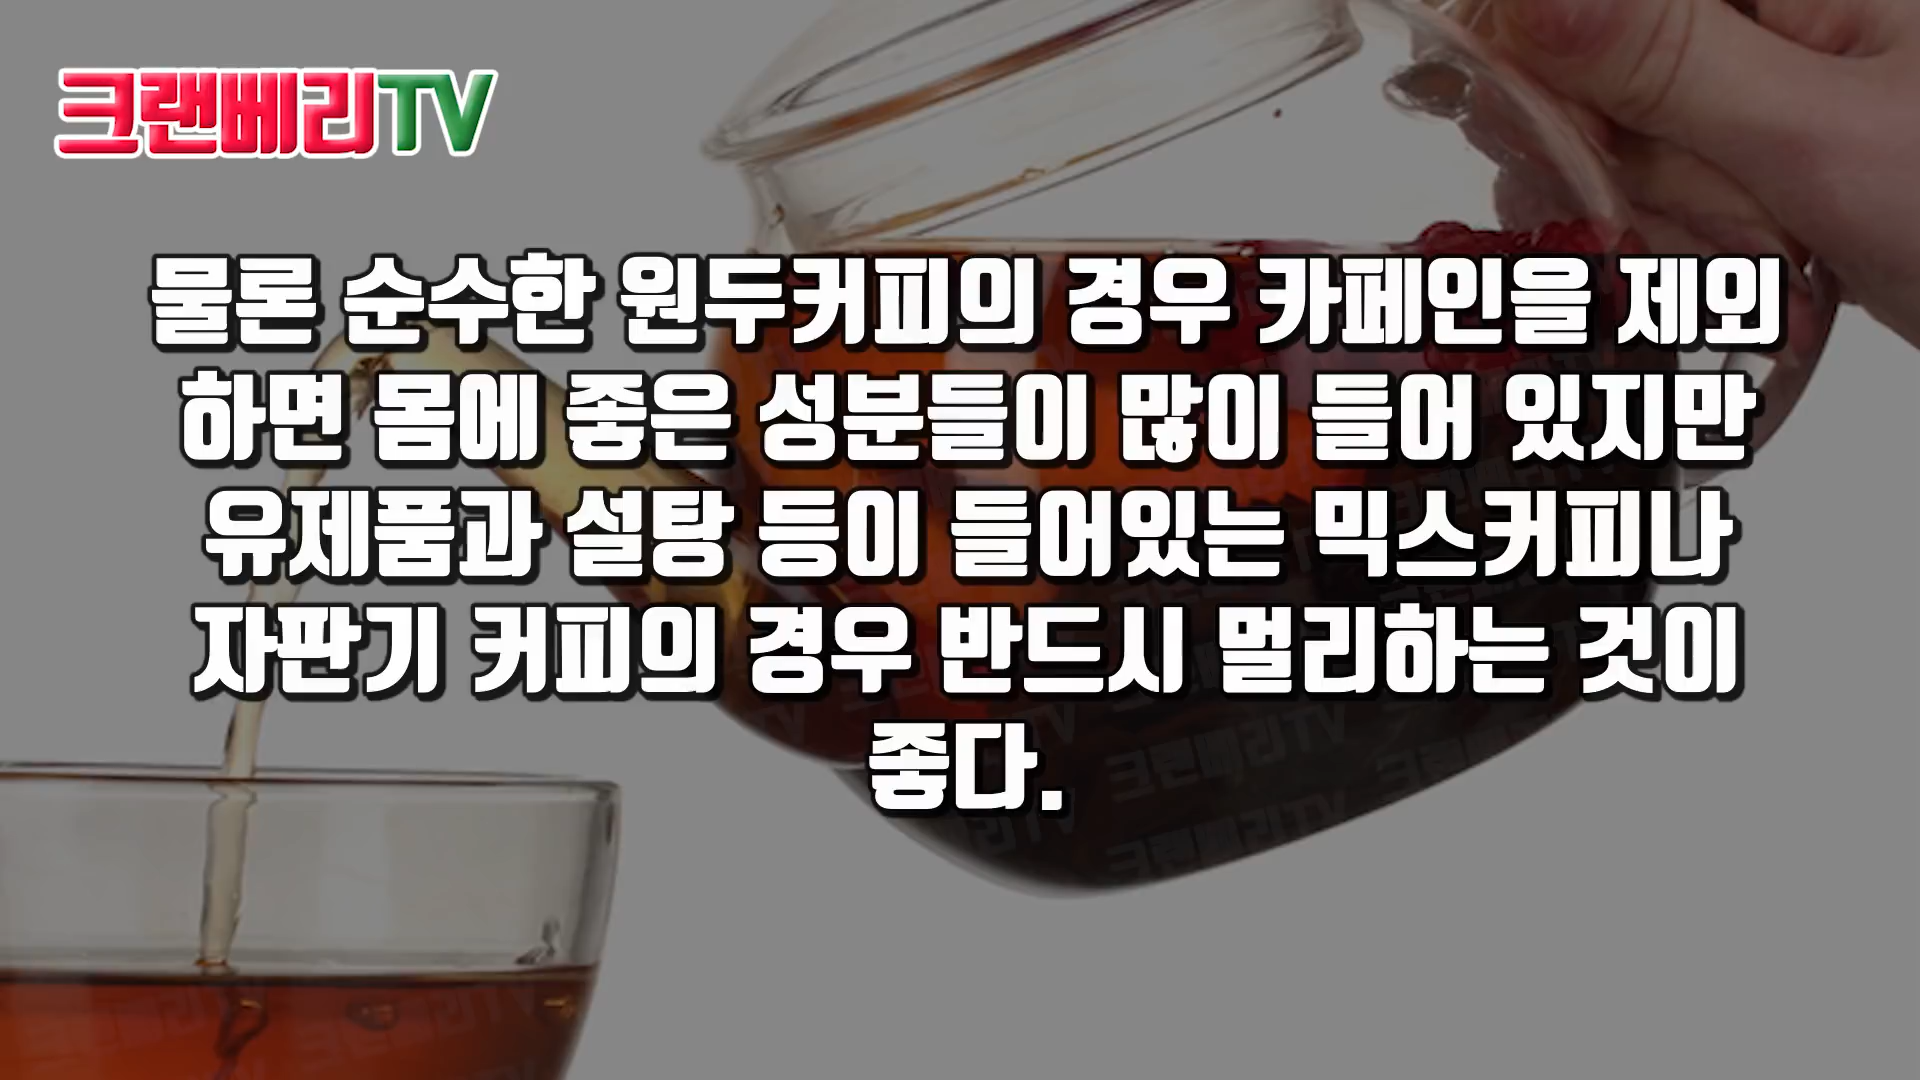 크랜베리TV
물론 순수한 원두커피의 경우 카페인을 제외
하면 몸에 좋은 성분들이 많이 들어 있지만
유제품과 설탕 등이 들어있는 믹스커피나
자판기 커피의 경우 반드시 멀리하는 것이
좋다.